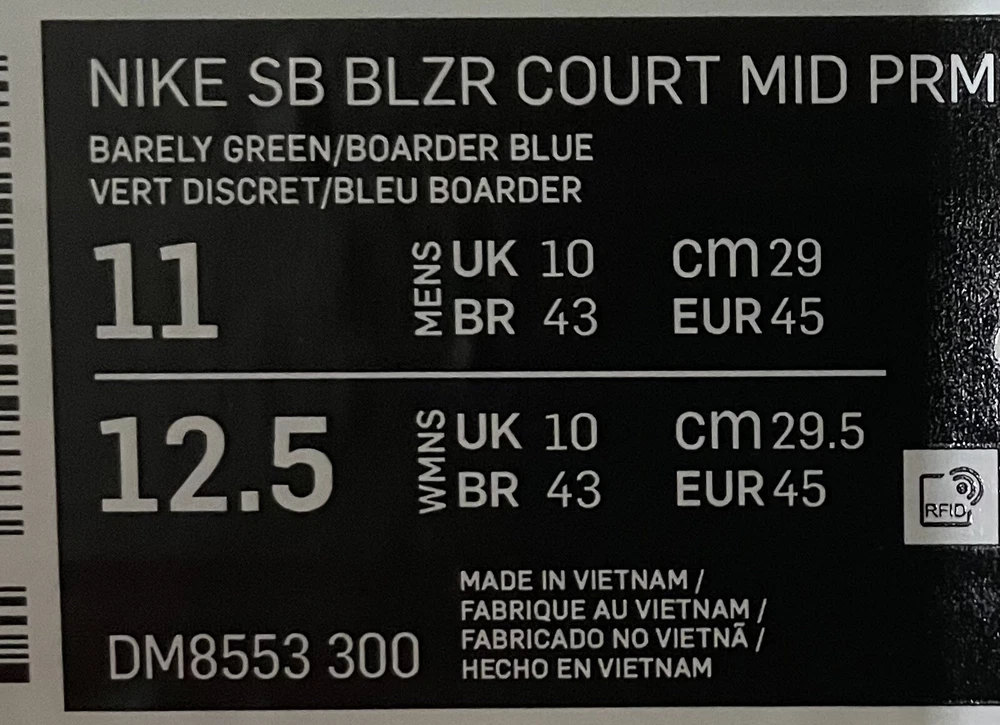 NIKE SB BLZR COURT MID PRM
BARELY GREEN/BOARDER BLUE
VERT DISCRET/BLEU BOARDER
11
MENS
UK 10 cm 29
BR 43 EUR 45
12.5
WMNS
UK 10 cm 29.5
BR 43 EUR 45
RFID
MADE IN VIETNAM /
FABRIQUE AU VIETNAM /
FABRICADO NO VIETNÃ /
HECHO EN VIETNAM
DM8553 300